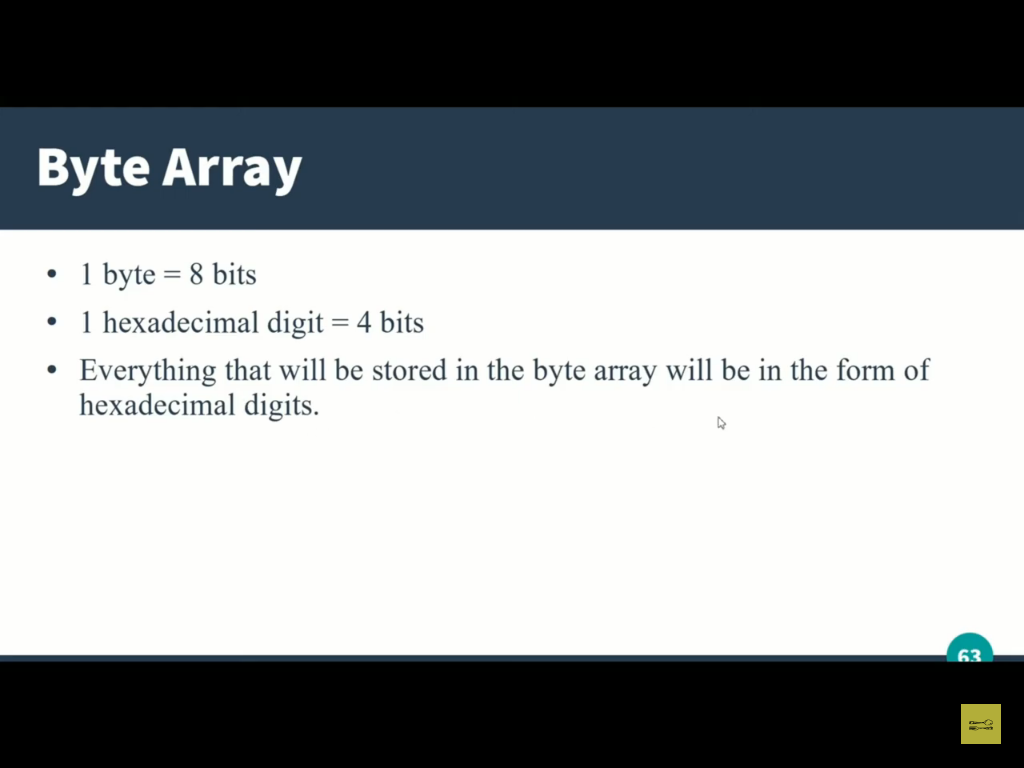 Byte Array
• 1 byte = 8 bits
• 1 hexadecimal digit = 4 bits
• Everything that will be stored in the byte array will be in the form of
hexadecimal digits.
63